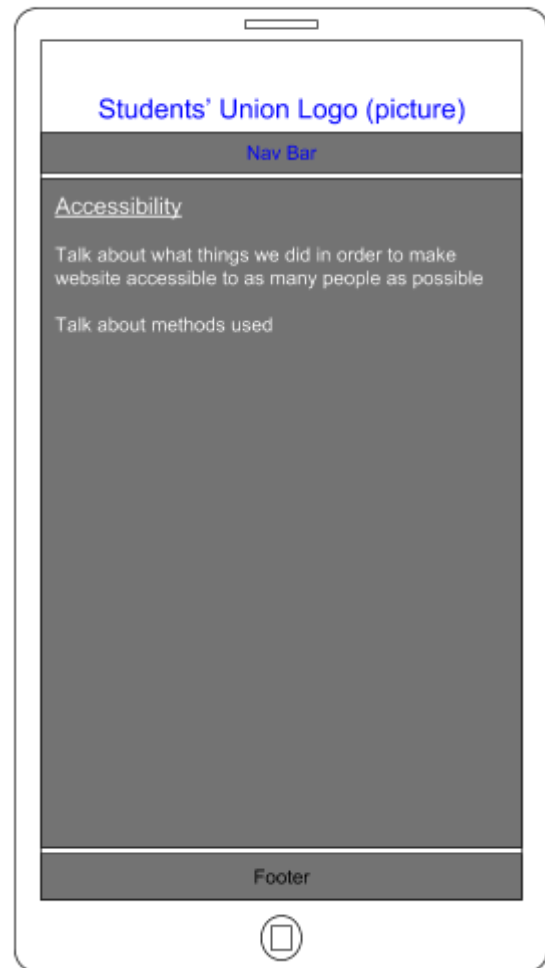 Students’ Union Logo (picture)
Nav Bar
Accessibility
Talk about what things we did in order to make
website accessible to as many people as possible
Talk about methods used
Footer